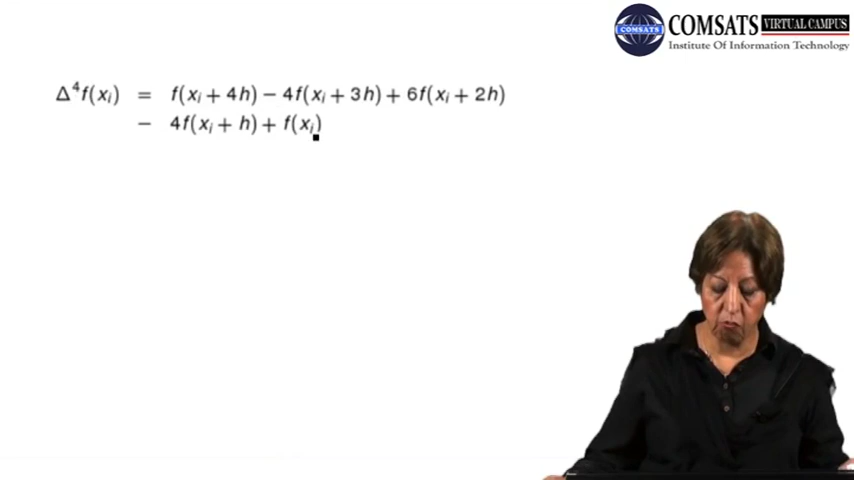 COMSATS VIRTUAL CAMPUS
COMSATS
Institute Of Information Technology
Δ⁴f(xᵢ) = f(xᵢ + 4h) − 4f(xᵢ + 3h) + 6f(xᵢ + 2h)
− 4f(xᵢ + h) + f(xᵢ)